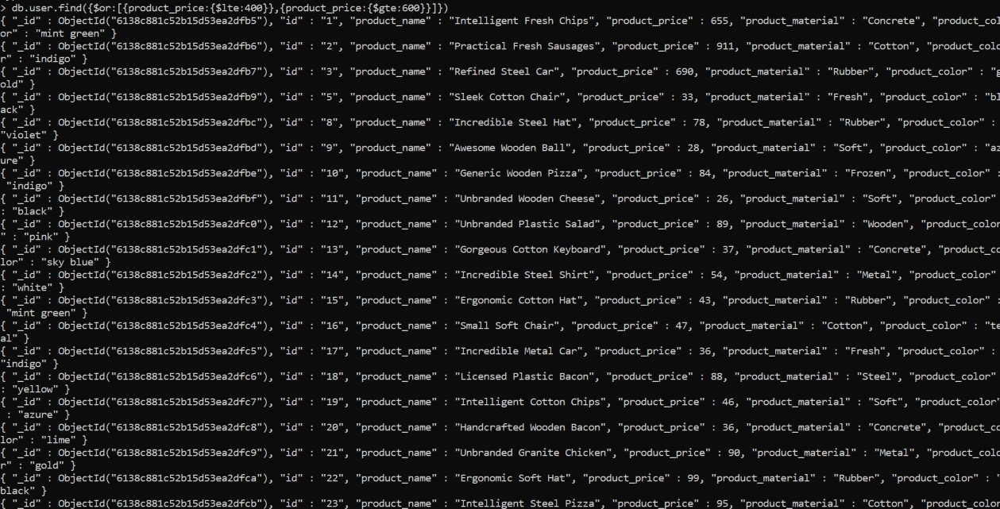 > db.user.find({$or:[{product_price:{$lte:400}},{product_price:{$gte:600}}]})
{ "_id" : ObjectId("6138c881c52b15d53ea2dfb5"), "id" : "1", "product_name" : "Intelligent Fresh Chips", "product_price" : 655, "product_material" : "Concrete", "product_col
or" : "mint green" }
{ "_id" : ObjectId("6138c881c52b15d53ea2dfb6"), "id" : "2", "product_name" : "Practical Fresh Sausages", "product_price" : 911, "product_material" : "Cotton", "product_colo
r" : "indigo" }
{ "_id" : ObjectId("6138c881c52b15d53ea2dfb7"), "id" : "3", "product_name" : "Refined Steel Car", "product_price" : 690, "product_material" : "Rubber", "product_color" : "g
old" }
{ "_id" : ObjectId("6138c881c52b15d53ea2dfb9"), "id" : "5", "product_name" : "Sleek Cotton Chair", "product_price" : 33, "product_material" : "Fresh", "product_color" : "bl
ack" }
{ "_id" : ObjectId("6138c881c52b15d53ea2dfbc"), "id" : "8", "product_name" : "Incredible Steel Hat", "product_price" : 78, "product_material" : "Rubber", "product_color" :
"violet" }
{ "_id" : ObjectId("6138c881c52b15d53ea2dfbd"), "id" : "9", "product_name" : "Awesome Wooden Ball", "product_price" : 28, "product_material" : "Soft", "product_color" : "az
ure" }
{ "_id" : ObjectId("6138c881c52b15d53ea2dfbe"), "id" : "10", "product_name" : "Generic Wooden Pizza", "product_price" : 84, "product_material" : "Frozen", "product_color" :
"indigo" }
{ "_id" : ObjectId("6138c881c52b15d53ea2dfbf"), "id" : "11", "product_name" : "Unbranded Wooden Cheese", "product_price" : 26, "product_material" : "Soft", "product_color"
: "black" }
{ "_id" : ObjectId("6138c881c52b15d53ea2dfc0"), "id" : "12", "product_name" : "Unbranded Plastic Salad", "product_price" : 89, "product_material" : "Wooden", "product_color
" : "pink" }
{ "_id" : ObjectId("6138c881c52b15d53ea2dfc1"), "id" : "13", "product_name" : "Gorgeous Cotton Keyboard", "product_price" : 37, "product_material" : "Concrete", "product_co
lor" : "sky blue" }
{ "_id" : ObjectId("6138c881c52b15d53ea2dfc2"), "id" : "14", "product_name" : "Incredible Steel Shirt", "product_price" : 54, "product_material" : "Metal", "product_color"
: "white" }
{ "_id" : ObjectId("6138c881c52b15d53ea2dfc3"), "id" : "15", "product_name" : "Ergonomic Cotton Hat", "product_price" : 43, "product_material" : "Rubber", "product_color" :
"mint green" }
{ "_id" : ObjectId("6138c881c52b15d53ea2dfc4"), "id" : "16", "product_name" : "Small Soft Chair", "product_price" : 47, "product_material" : "Cotton", "product_color" : "te
al" }
{ "_id" : ObjectId("6138c881c52b15d53ea2dfc5"), "id" : "17", "product_name" : "Incredible Metal Car", "product_price" : 36, "product_material" : "Fresh", "product_color" :
"indigo" }
{ "_id" : ObjectId("6138c881c52b15d53ea2dfc6"), "id" : "18", "product_name" : "Licensed Plastic Bacon", "product_price" : 88, "product_material" : "Steel", "product_color"
: "yellow" }
{ "_id" : ObjectId("6138c881c52b15d53ea2dfc7"), "id" : "19", "product_name" : "Intelligent Cotton Chips", "product_price" : 46, "product_material" : "Soft", "product_color"
: "azure" }
{ "_id" : ObjectId("6138c881c52b15d53ea2dfc8"), "id" : "20", "product_name" : "Handcrafted Wooden Bacon", "product_price" : 36, "product_material" : "Concrete", "product_co
lor" : "lime" }
{ "_id" : ObjectId("6138c881c52b15d53ea2dfc9"), "id" : "21", "product_name" : "Unbranded Granite Chicken", "product_price" : 90, "product_material" : "Metal", "product_colo
r" : "gold" }
{ "_id" : ObjectId("6138c881c52b15d53ea2dfca"), "id" : "22", "product_name" : "Ergonomic Soft Hat", "product_price" : 99, "product_material" : "Rubber", "product_color" : "
black" }
{ "_id" : ObjectId("6138c881c52b15d53ea2dfcb"), "id" : "23", "product_name" : "Intelligent Steel Pizza", "product_price" : 95, "product_material" : "Cotton", "product_color